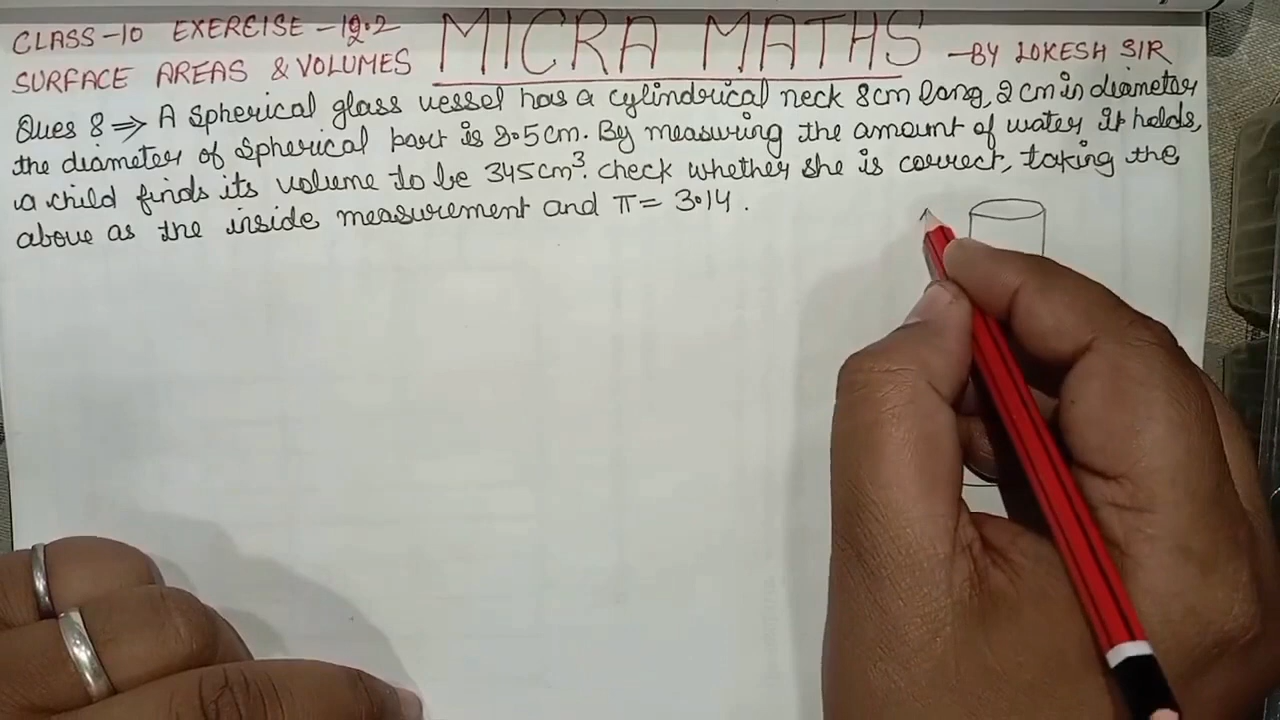 CLASS-10 EXERCISE -12.2
MICRA MATHS
-BY LOKESH SIR
SURFACE AREAS & VOLUMES
Ques 8 ⇒ A Spherical glass vessel has a cylindrical neck 8cm long, 2 cm in diameter
the diameter of spherical part is 8.5cm. By measuring the amount of water it holds,
a child finds its volume to be 345cm³. check whether she is correct, taking the
above as the inside measurement and π = 3.14.